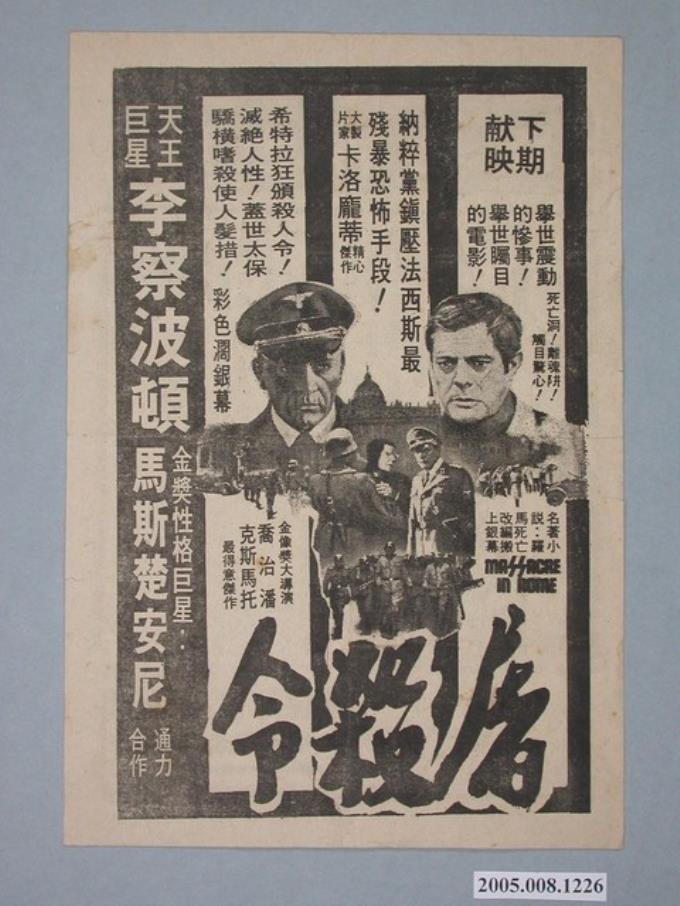 下期
献映
舉世震動
的慘事！
舉世矚目
的電影！
死亡洞！離魂阱！
觸目驚心！
納粹黨鎮壓法西斯最
殘暴恐怖手段！
大製片家卡洛龐蒂精心傑作
希特拉狂頒殺人令！
滅絕人性！蓋世太保
驕橫嗜殺使人髮指！
彩色濶銀幕
天王
巨星
李察波頓
金獎性格巨星：
馬斯楚安尼
通力
合作
名著小
說：羅
馬死亡
改編搬
上銀幕
MASSACRE
IN ROME
金像獎大導演
喬治潘
克斯馬托
最得意傑作
屠殺令
2005.008.1226